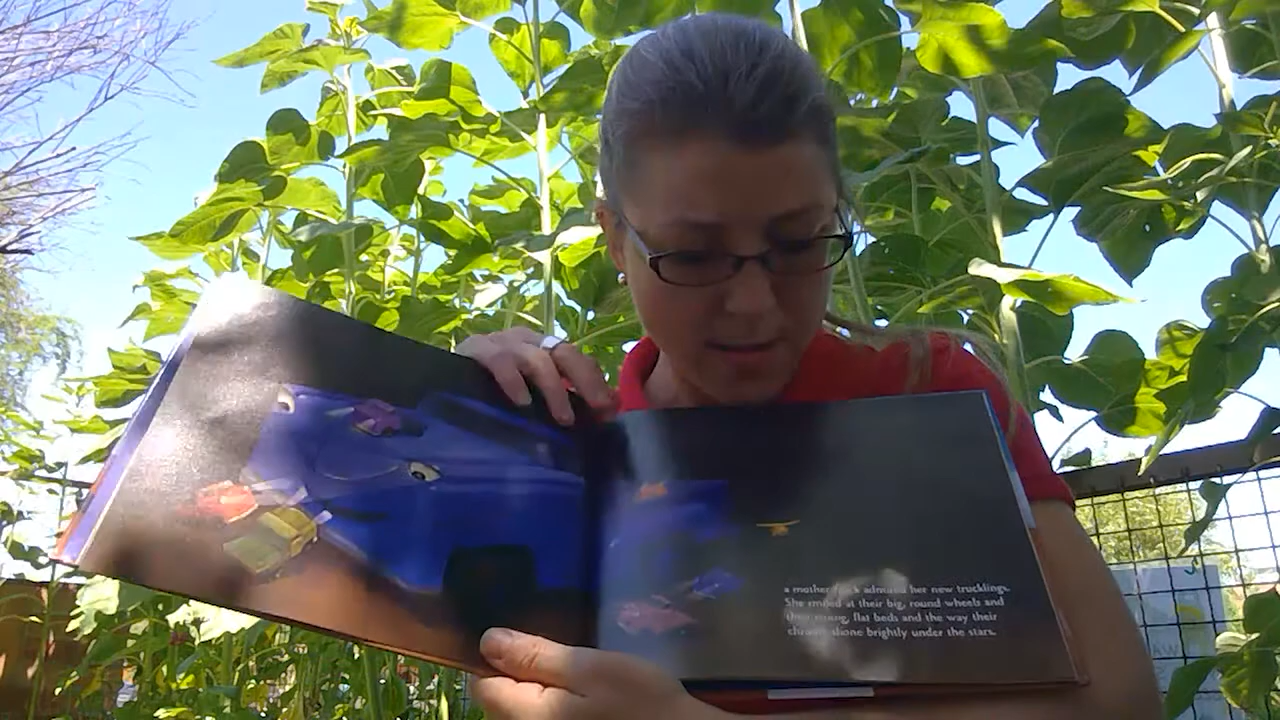 a mother truck admired her new trucklings.
She smiled at their big, round wheels and
their strong, flat beds and the way their
chrome shone brightly under the stars.